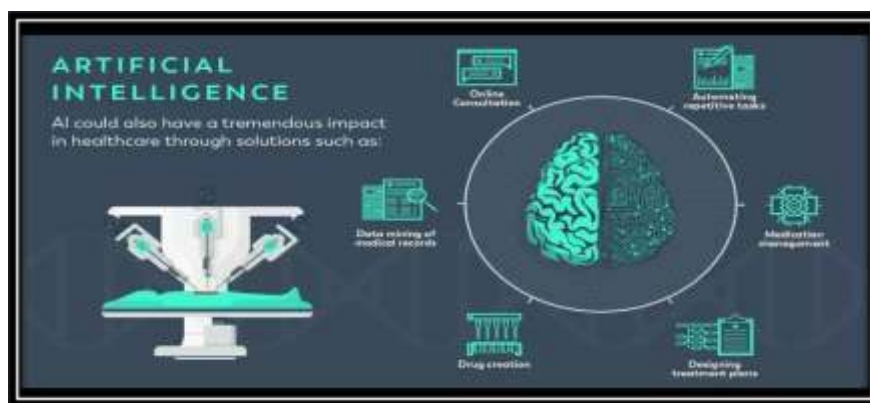 ARTIFICIAL
INTELLIGENCE
AI could also have a tremendous impact
in healthcare through solutions such as:
Online
Consultation
Automating
repetitive tasks
Data mining of
medical records
Medication
management
Drug creation
Designing
treatment plans